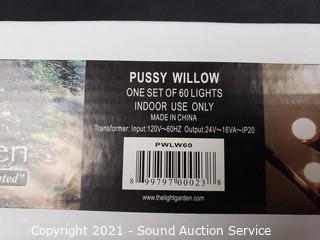 PUSSY WILLOW
ONE SET OF 60 LIGHTS
INDOOR USE ONLY
MADE IN CHINA
Transformer: Input:120V~60HZ Output:24V~16VA~IP20
PWLW60
8 99797 00023 8
www.thelightgarden.com
Copyright 2021 - Sound Auction Service